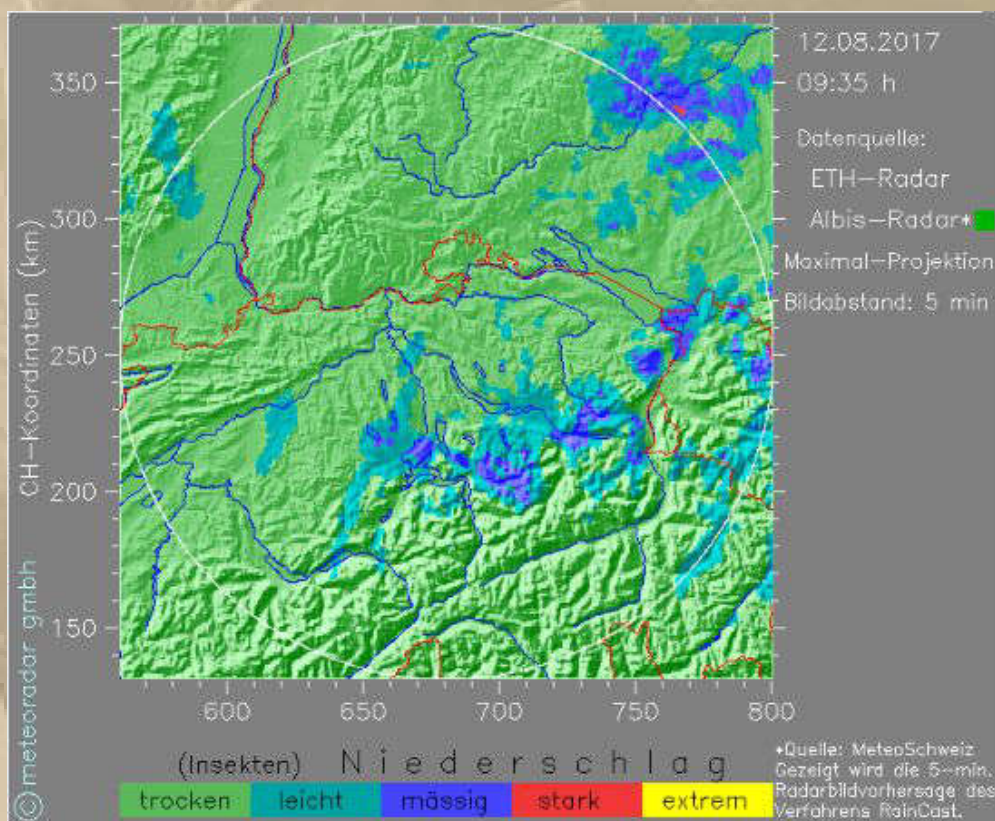 12.08.2017
09:35 h
Datenquelle:
ETH-Radar
Albis-Radar*
Maximal-Projektion
Bildabstand: 5 min
CH-Koordinaten (km)
©meteoradar gmbh
350
300
250
200
150
600
650
700
750
800
(Insekten) Niederschlag
trocken leicht mässig stark extrem
*Quelle: MeteoSchweiz
Gezeigt wird die 5-min.
Radarbildvorhersage des
Verfahrens RainCast.